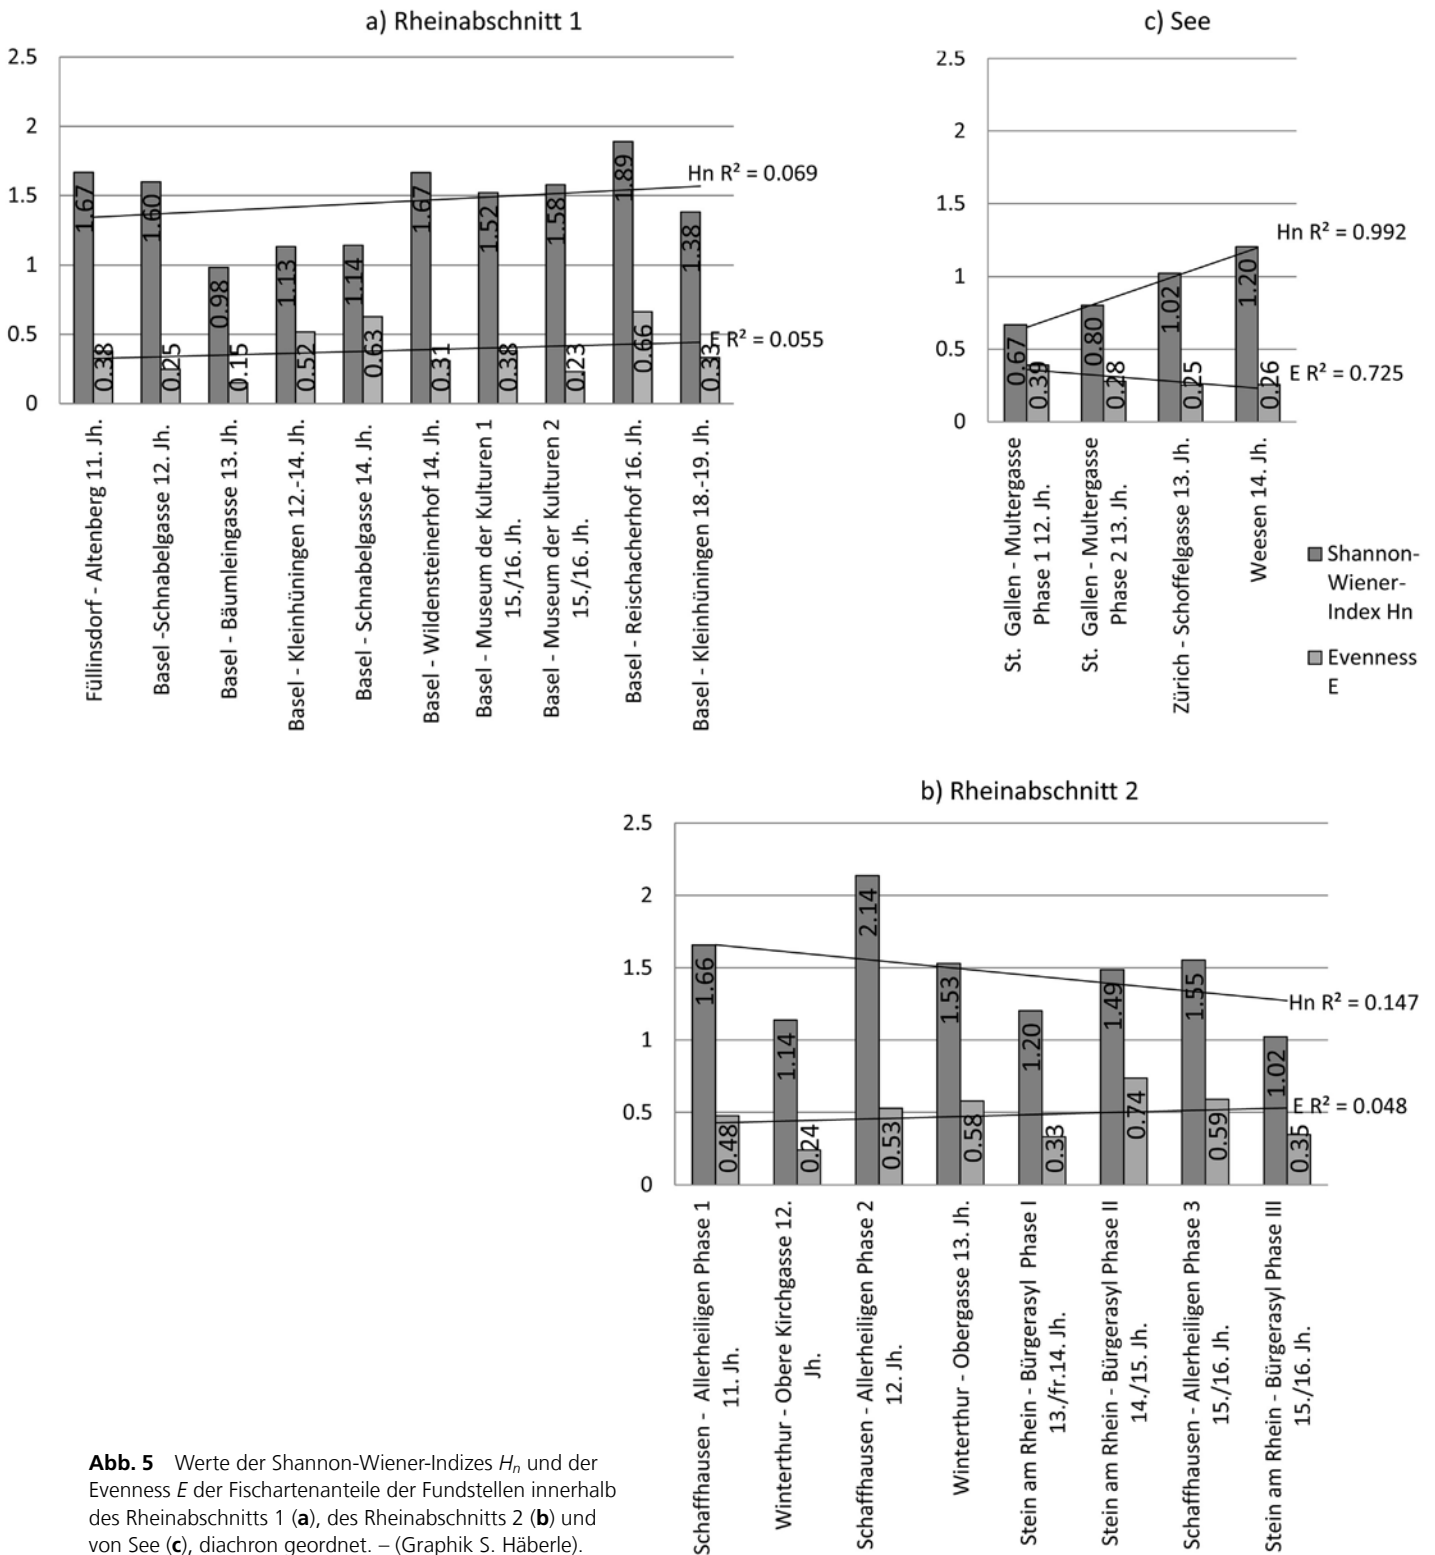 a) Rheinabschnitt 1
2.5
2
1.5
1
0.5
0
1.67
0.38
1.60
0.25
0.98
0.15
1.13
0.52
1.14
0.63
1.67
0.31
1.52
0.38
1.58
0.23
1.89
0.66
1.38
0.33
Hn R² = 0.069
E R² = 0.055
Füllinsdorf - Altenberg 11. Jh.
Basel -Schnabelgasse 12. Jh.
Basel - Bäumleingasse 13. Jh.
Basel - Kleinhüningen 12.-14. Jh.
Basel - Schnabelgasse 14. Jh.
Basel - Wildensteinerhof 14. Jh.
Basel - Museum der Kulturen 1
15./16. Jh.
Basel - Museum der Kulturen 2
15./16. Jh.
Basel - Reischacherhof 16. Jh.
Basel - Kleinhüningen 18.-19. Jh.
c) See
2.5
2
1.5
1
0.5
0
0.67
0.39
0.80
0.28
1.02
0.25
1.20
0.26
Hn R² = 0.992
E R² = 0.725
St. Gallen - Multergasse
Phase 1 12. Jh.
St. Gallen - Multergasse
Phase 2 13. Jh.
Zürich - Schoffelgasse 13. Jh.
Weesen 14. Jh.
Shannon-
Wiener-
Index Hn
Evenness
E
b) Rheinabschnitt 2
2.5
2
1.5
1
0.5
0
1.66
0.48
1.14
0.24
2.14
0.53
1.53
0.58
1.20
0.33
1.49
0.74
1.55
0.59
1.02
0.35
Hn R² = 0.147
E R² = 0.048
Schaffhausen - Allerheiligen Phase 1
11. Jh.
Winterthur - Obere Kirchgasse 12.
Jh.
Schaffhausen - Allerheiligen Phase 2
12. Jh.
Winterthur - Obergasse 13. Jh.
Stein am Rhein - Bürgerasyl Phase I
13./fr.14. Jh.
Stein am Rhein - Bürgerasyl Phase II
14./15. Jh.
Schaffhausen - Allerheiligen Phase 3
15./16. Jh.
Stein am Rhein - Bürgerasyl Phase III
15./16. Jh.
Abb. 5 Werte der Shannon-Wiener-Indizes Hn und der
Evenness E der Fischartenanteile der Fundstellen innerhalb
des Rheinabschnitts 1 (a), des Rheinabschnitts 2 (b) und
von See (c), diachron geordnet. – (Graphik S. Häberle).